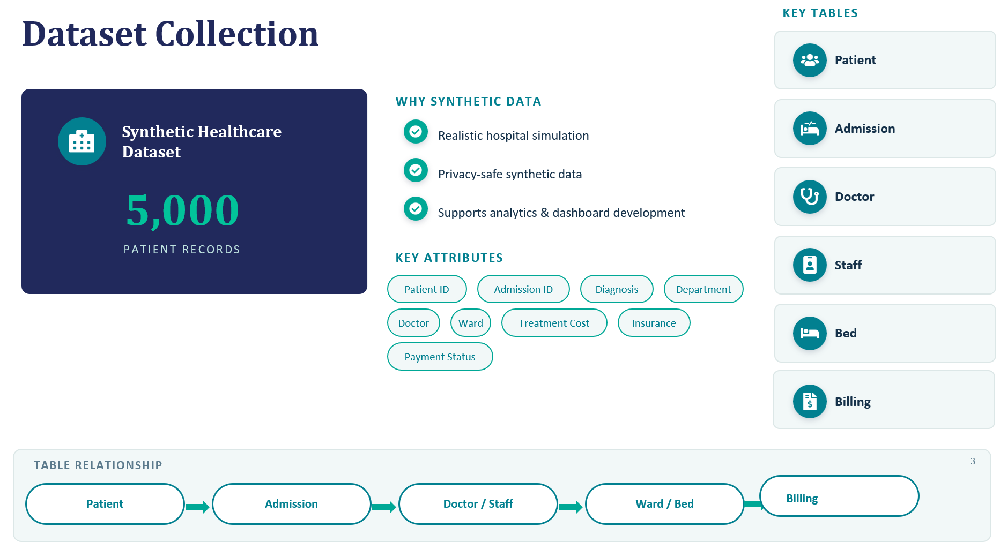 Dataset Collection
Synthetic Healthcare
Dataset
5,000
PATIENT RECORDS
WHY SYNTHETIC DATA
Realistic hospital simulation
Privacy-safe synthetic data
Supports analytics & dashboard development
KEY ATTRIBUTES
Patient ID
Admission ID
Diagnosis
Department
Doctor
Ward
Treatment Cost
Insurance
Payment Status
KEY TABLES
Patient
Admission
Doctor
Staff
Bed
Billing
TABLE RELATIONSHIP
3
Patient
Admission
Doctor / Staff
Ward / Bed
Billing